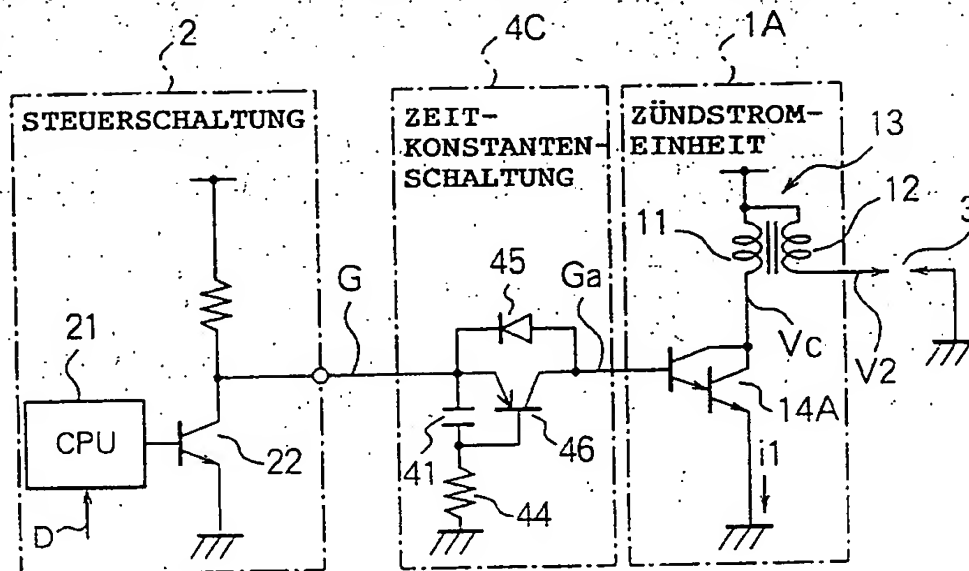 2
4C
1A
STEUERSCHALTUNG
ZEIT-
KONSTANTEN-
SCHALTUNG
ZÜNDSTROM-
EINHEIT
13
11
12
3
45
G
Ga
Vc
V2
21
CPU
22
41
46
14A
i1
44
D